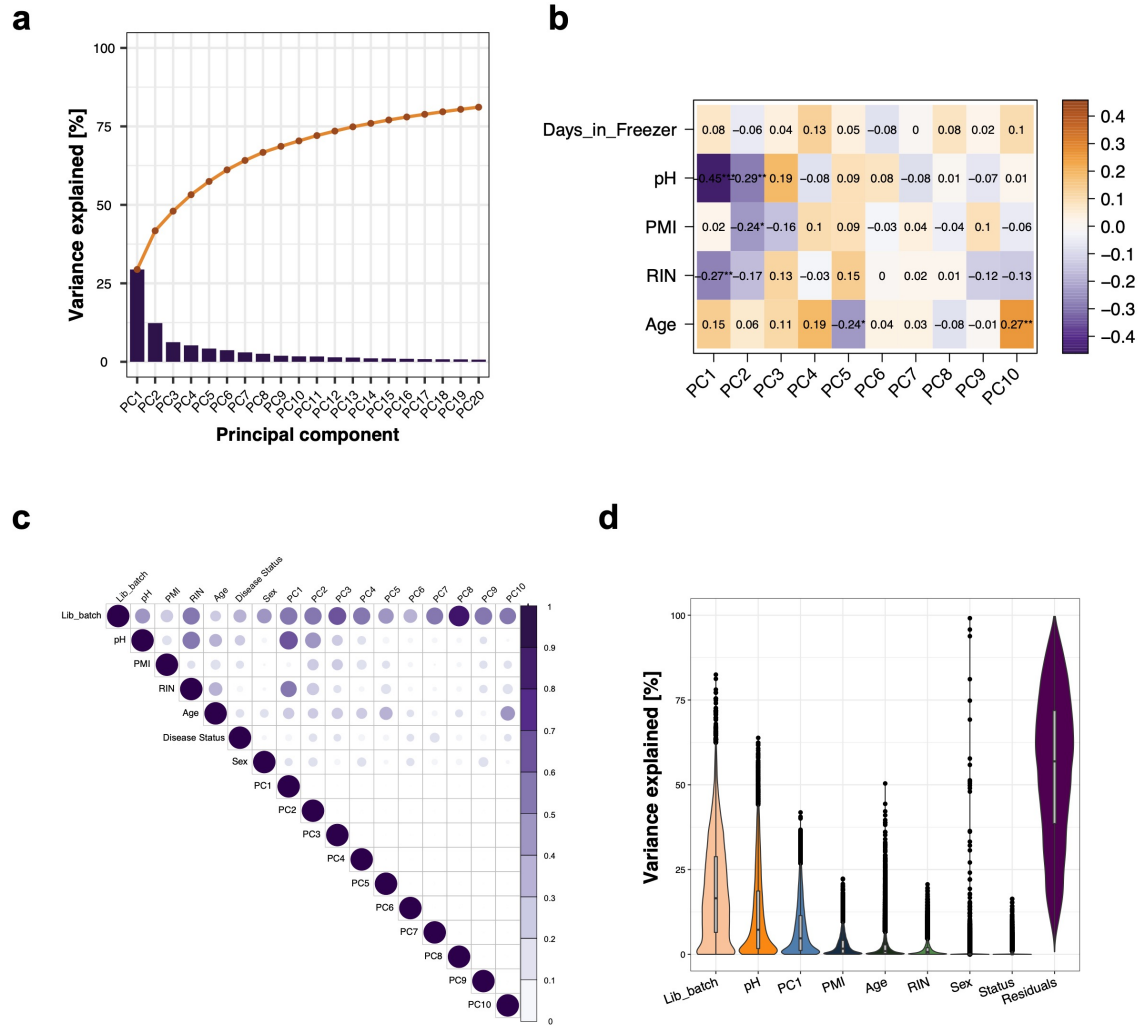 a
Variance explained [%]
100
75
50
25
0
PC1 PC2 PC3 PC4 PC5 PC6 PC7 PC8 PC9 PC10 PC11 PC12 PC13 PC14 PC15 PC16 PC17 PC18 PC19 PC20
Principal component
b
Days_in_Freezer 0.08 −0.06 0.04 0.13 0.05 −0.08 0 0.08 0.02 0.1
pH −0.45** −0.29** 0.19 −0.08 0.09 0.08 −0.08 0.01 −0.07 0.01
PMI 0.02 −0.24* −0.16 0.1 0.09 −0.03 0.04 −0.04 0.1 −0.06
RIN −0.27** −0.17 0.13 −0.03 0.15 0 0.02 0.01 −0.12 −0.13
Age 0.15 0.06 0.11 0.19 −0.24* 0.04 0.03 −0.08 −0.01 0.27**
PC1 PC2 PC3 PC4 PC5 PC6 PC7 PC8 PC9 PC10
0.4
0.3
0.2
0.1
0.0
−0.1
−0.2
−0.3
−0.4
c
Lib_batch pH PMI RIN Age Disease Status Sex PC1 PC2 PC3 PC4 PC5 PC6 PC7 PC8 PC9 PC10
Lib_batch
pH
PMI
RIN
Age
Disease Status
Sex
PC1
PC2
PC3
PC4
PC5
PC6
PC7
PC8
PC9
PC10
1
0.9
0.8
0.7
0.6
0.5
0.4
0.3
0.2
0.1
0
d
Variance explained [%]
100
75
50
25
0
Lib_batch pH PC1 PMI Age RIN Sex Status Residuals